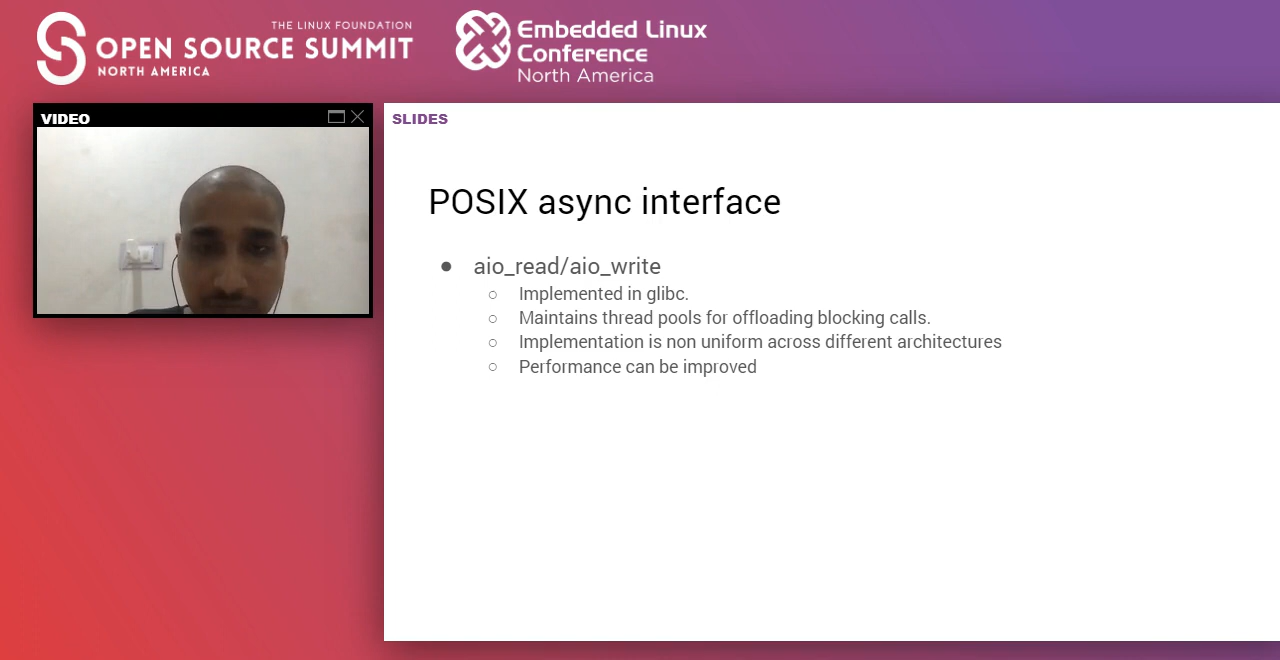 THE LINUX FOUNDATION
OPEN SOURCE SUMMIT
NORTH AMERICA
Embedded Linux
Conference
North America
VIDEO
SLIDES
POSIX async interface
● aio_read/aio_write
○ Implemented in glibc.
○ Maintains thread pools for offloading blocking calls.
○ Implementation is non uniform across different architectures
○ Performance can be improved